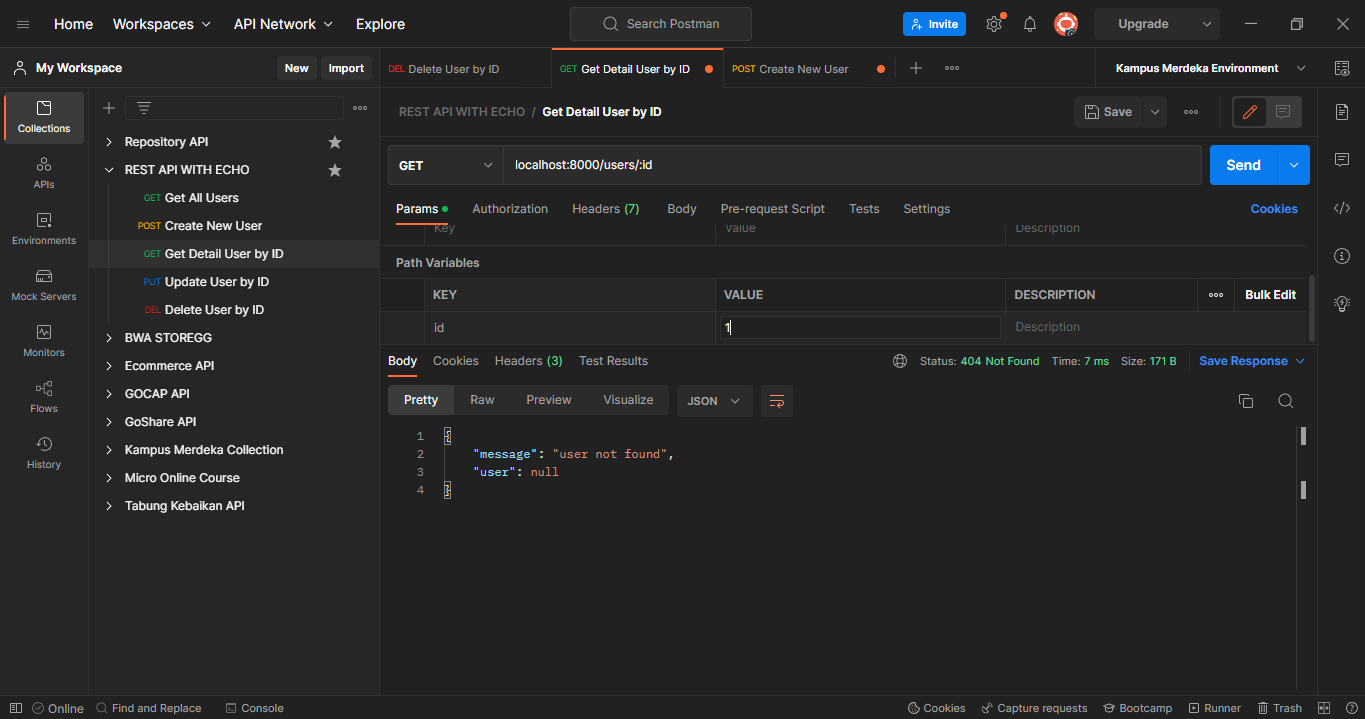 Home Workspaces API Network Explore Search Postman Invite Upgrade
My Workspace New Import DEL Delete User by ID GET Get Detail User by ID POST Create New User Kampus Merdeka Environment
REST API WITH ECHO / Get Detail User by ID Save
Collections
APIs
Environments
Mock Servers
Monitors
Flows
History
Repository API
REST API WITH ECHO
GET Get All Users
POST Create New User
GET Get Detail User by ID
PUT Update User by ID
DEL Delete User by ID
BWA STOREGG
Ecommerce API
GOCAP API
GoShare API
Kampus Merdeka Collection
Micro Online Course
Tabung Kebaikan API
GET localhost:8000/users/:id Send
Params Authorization Headers (7) Body Pre-request Script Tests Settings Cookies
Key Value Description
Path Variables
KEY VALUE DESCRIPTION Bulk Edit
id 1 Description
Body Cookies Headers (3) Test Results Status: 404 Not Found Time: 7 ms Size: 171 B Save Response
Pretty Raw Preview Visualize JSON
1 {
2 "message": "user not found",
3 "user": null
4 }
Online Find and Replace Console Cookies Capture requests Bootcamp Runner Trash